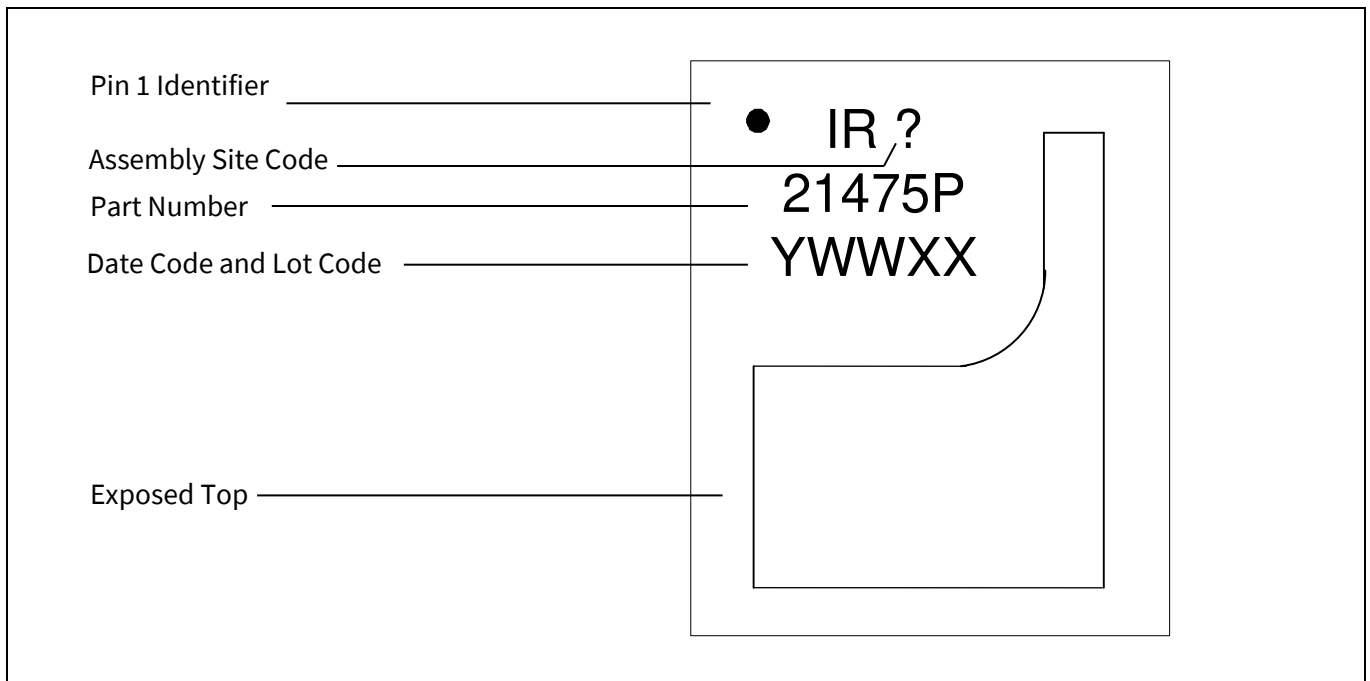 Pin 1 Identifier
IR ?
Assembly Site Code
21475P
Part Number
YWWXX
Date Code and Lot Code
Exposed Top